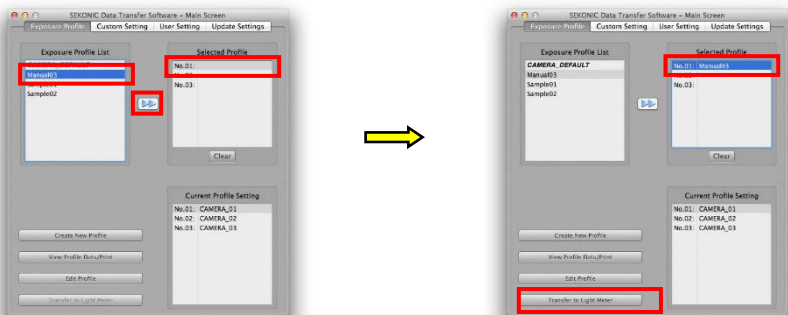 SEKONIC Data Transfer Software - Main Screen
Exposure Profile Custom Setting User Setting Update Settings
Exposure Profile List
CAMERA_DEFAULT
Manual03
Sample01
Sample02
Selected Profile
No.01:
No.02:
No.03:
Clear
Current Profile Setting
No.01: CAMERA_01
No.02: CAMERA_02
No.03: CAMERA_03
Create New Profile
View Profile Data/Print
Edit Profile
Transfer to Light Meter
SEKONIC Data Transfer Software - Main Screen
Exposure Profile Custom Setting User Setting Update Settings
Exposure Profile List
CAMERA_DEFAULT
Manual03
Sample01
Sample02
Selected Profile
No.01: Manual03
No.02:
No.03:
Clear
Current Profile Setting
No.01: CAMERA_01
No.02: CAMERA_02
No.03: CAMERA_03
Create New Profile
View Profile Data/Print
Edit Profile
Transfer to Light Meter